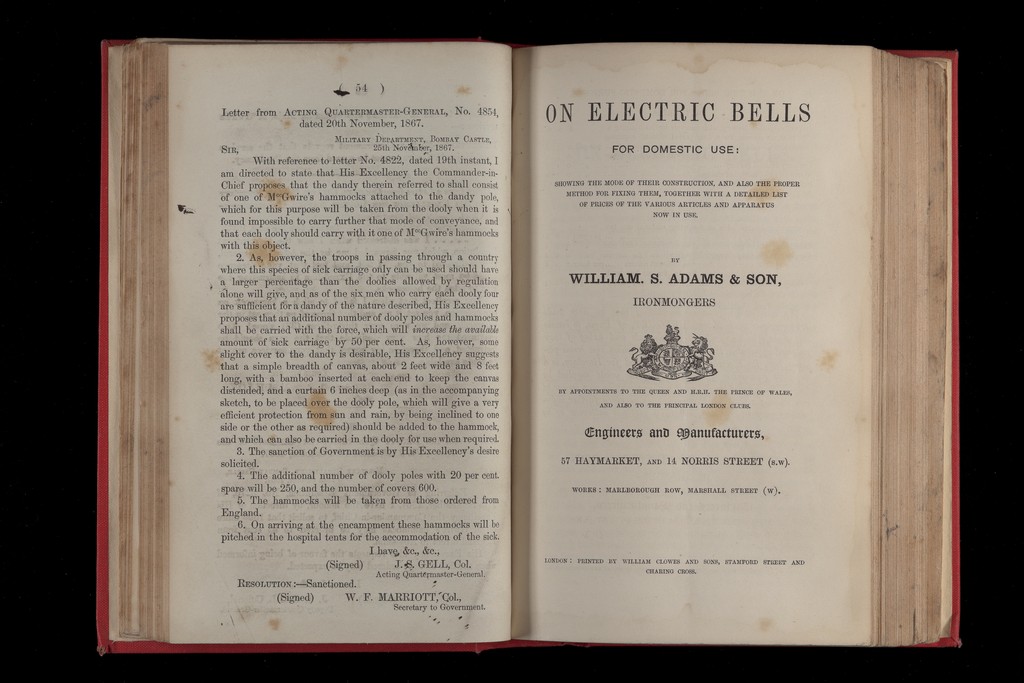 ( 54 )
Letter from ACTING QUARTERMASTER-GENERAL, No. 4854,
dated 20th November, 1867.
MILITARY DEPARTMENT, BOMBAY CASTLE,
25th November, 1867.
SIR,
With reference to letter No. 4822, dated 19th instant, I
am directed to state that His Excellency the Commander-in-
Chief proposes that the dandy therein referred to shall consist
of one of McGwire's hammocks attached to the dandy pole,
which for this purpose will be taken from the dooly when it is
found impossible to carry further that mode of conveyance, and
that each dooly should carry with it one of McGwire's hammocks
with this object.
2. As, however, the troops in passing through a country
where this species of sick carriage only can be used should have
a larger percentage than the doolies allowed by regulation
alone will give, and as of the six men who carry each dooly four
are sufficient for a dandy of the nature described, His Excellency
proposes that an additional number of dooly poles and hammocks
shall be carried with the force, which will increase the available
amount of sick carriage by 50 per cent. As, however, some
slight cover to the dandy is desirable, His Excellency suggests
that a simple breadth of canvas, about 2 feet wide and 8 feet
long, with a bamboo inserted at each end to keep the canvas
distended, and a curtain 6 inches deep (as in the accompanying
sketch, to be placed over the dooly pole, which will give a very
efficient protection from sun and rain, by being inclined to one
side or the other as required) should be added to the hammock,
and which can also be carried in the dooly for use when required.
3. The sanction of Government is by His Excellency's desire
solicited.
4. The additional number of dooly poles with 20 per cent.
spare will be 250, and the number of covers 600.
5. The hammocks will be taken from those ordered from
England.
6. On arriving at the encampment these hammocks will be
pitched in the hospital tents for the accommodation of the sick.
I have, &c., &c.,
(Signed) J. S. GELL, Col.
Acting Quartermaster-General.
RESOLUTION:—Sanctioned.
(Signed) W. F. MARRIOTT, Col.,
Secretary to Government.
ON ELECTRIC BELLS
FOR DOMESTIC USE:
SHOWING THE MODE OF THEIR CONSTRUCTION, AND ALSO THE PROPER
METHOD FOR FIXING THEM, TOGETHER WITH A DETAILED LIST
OF PRICES OF THE VARIOUS ARTICLES AND APPARATUS
NOW IN USE.
BY
WILLIAM. S. ADAMS & SON,
IRONMONGERS
BY APPOINTMENTS TO THE QUEEN AND H.R.H. THE PRINCE OF WALES,
AND ALSO TO THE PRINCIPAL LONDON CLUBS.
Engineers and Manufacturers,
57 HAYMARKET, AND 14 NORRIS STREET (S.W).
WORKS: MARLBOROUGH ROW, MARSHALL STREET (W).
LONDON: PRINTED BY WILLIAM CLOWES AND SONS, STAMFORD STREET AND
CHARING CROSS.